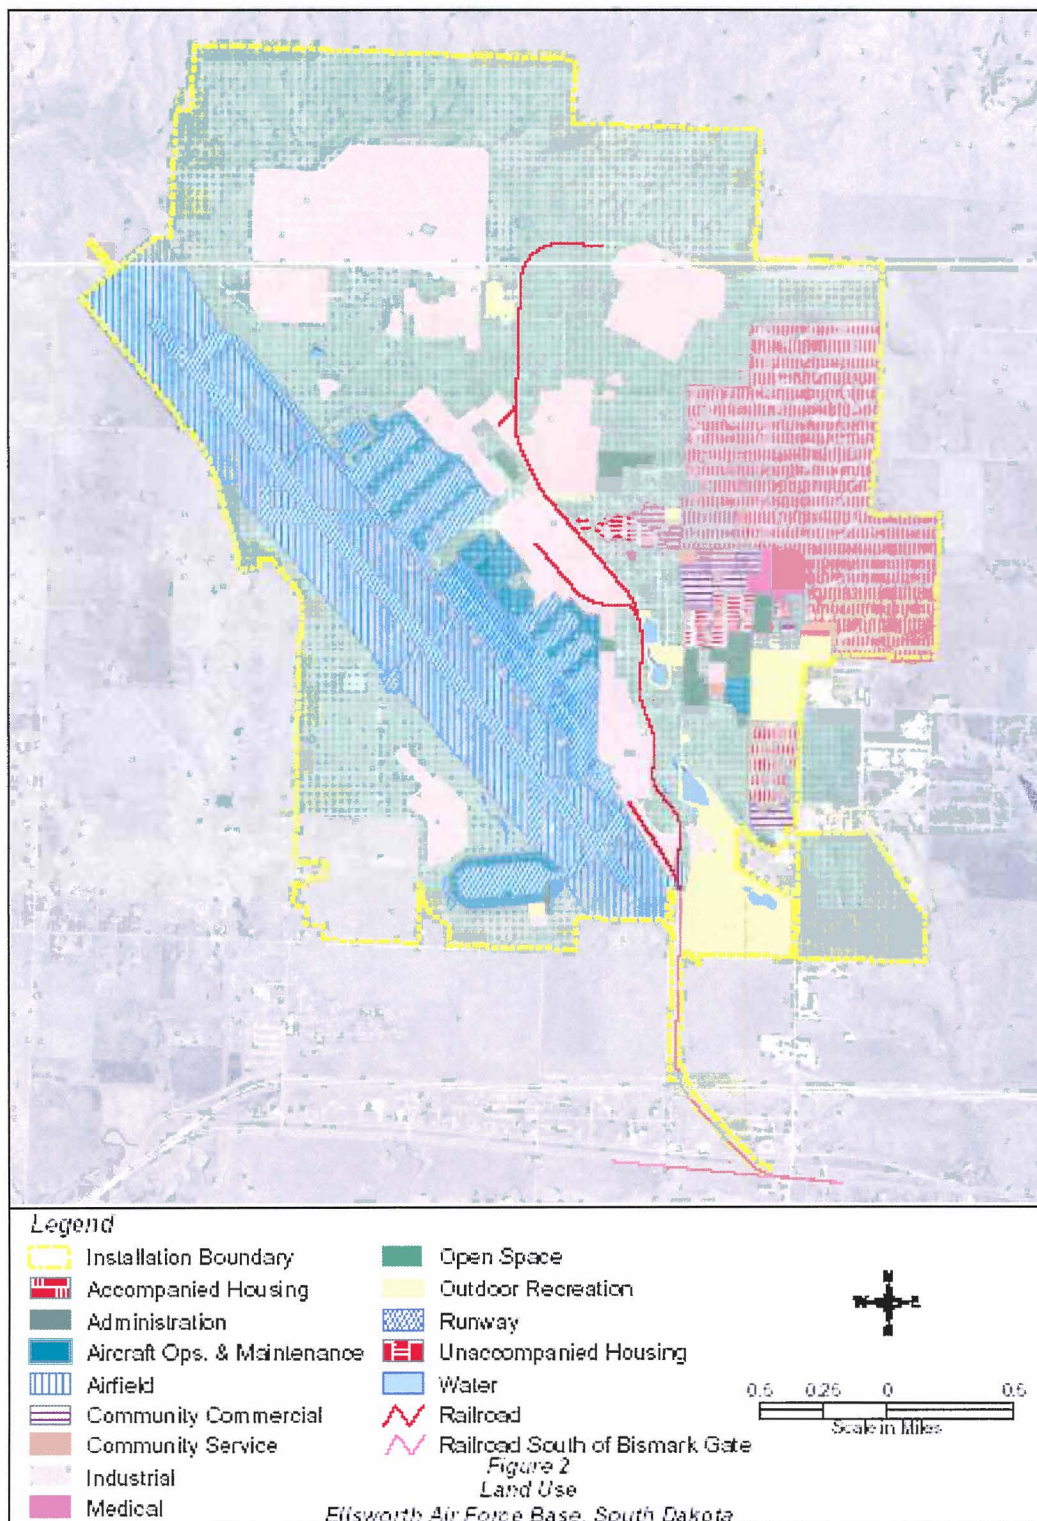 Legend
Installation Boundary
Accompanied Housing
Administration
Aircraft Ops. & Maintenance
Airfield
Community Commercial
Community Service
Industrial
Medical
Open Space
Outdoor Recreation
Runway
Unaccompanied Housing
Water
Railroad
Railroad South of Bismark Gate
N
W
E
0.5 0.25 0 0.5
Scale in Miles
Figure 2
Land Use
Ellsworth Air Force Base, South Dakota